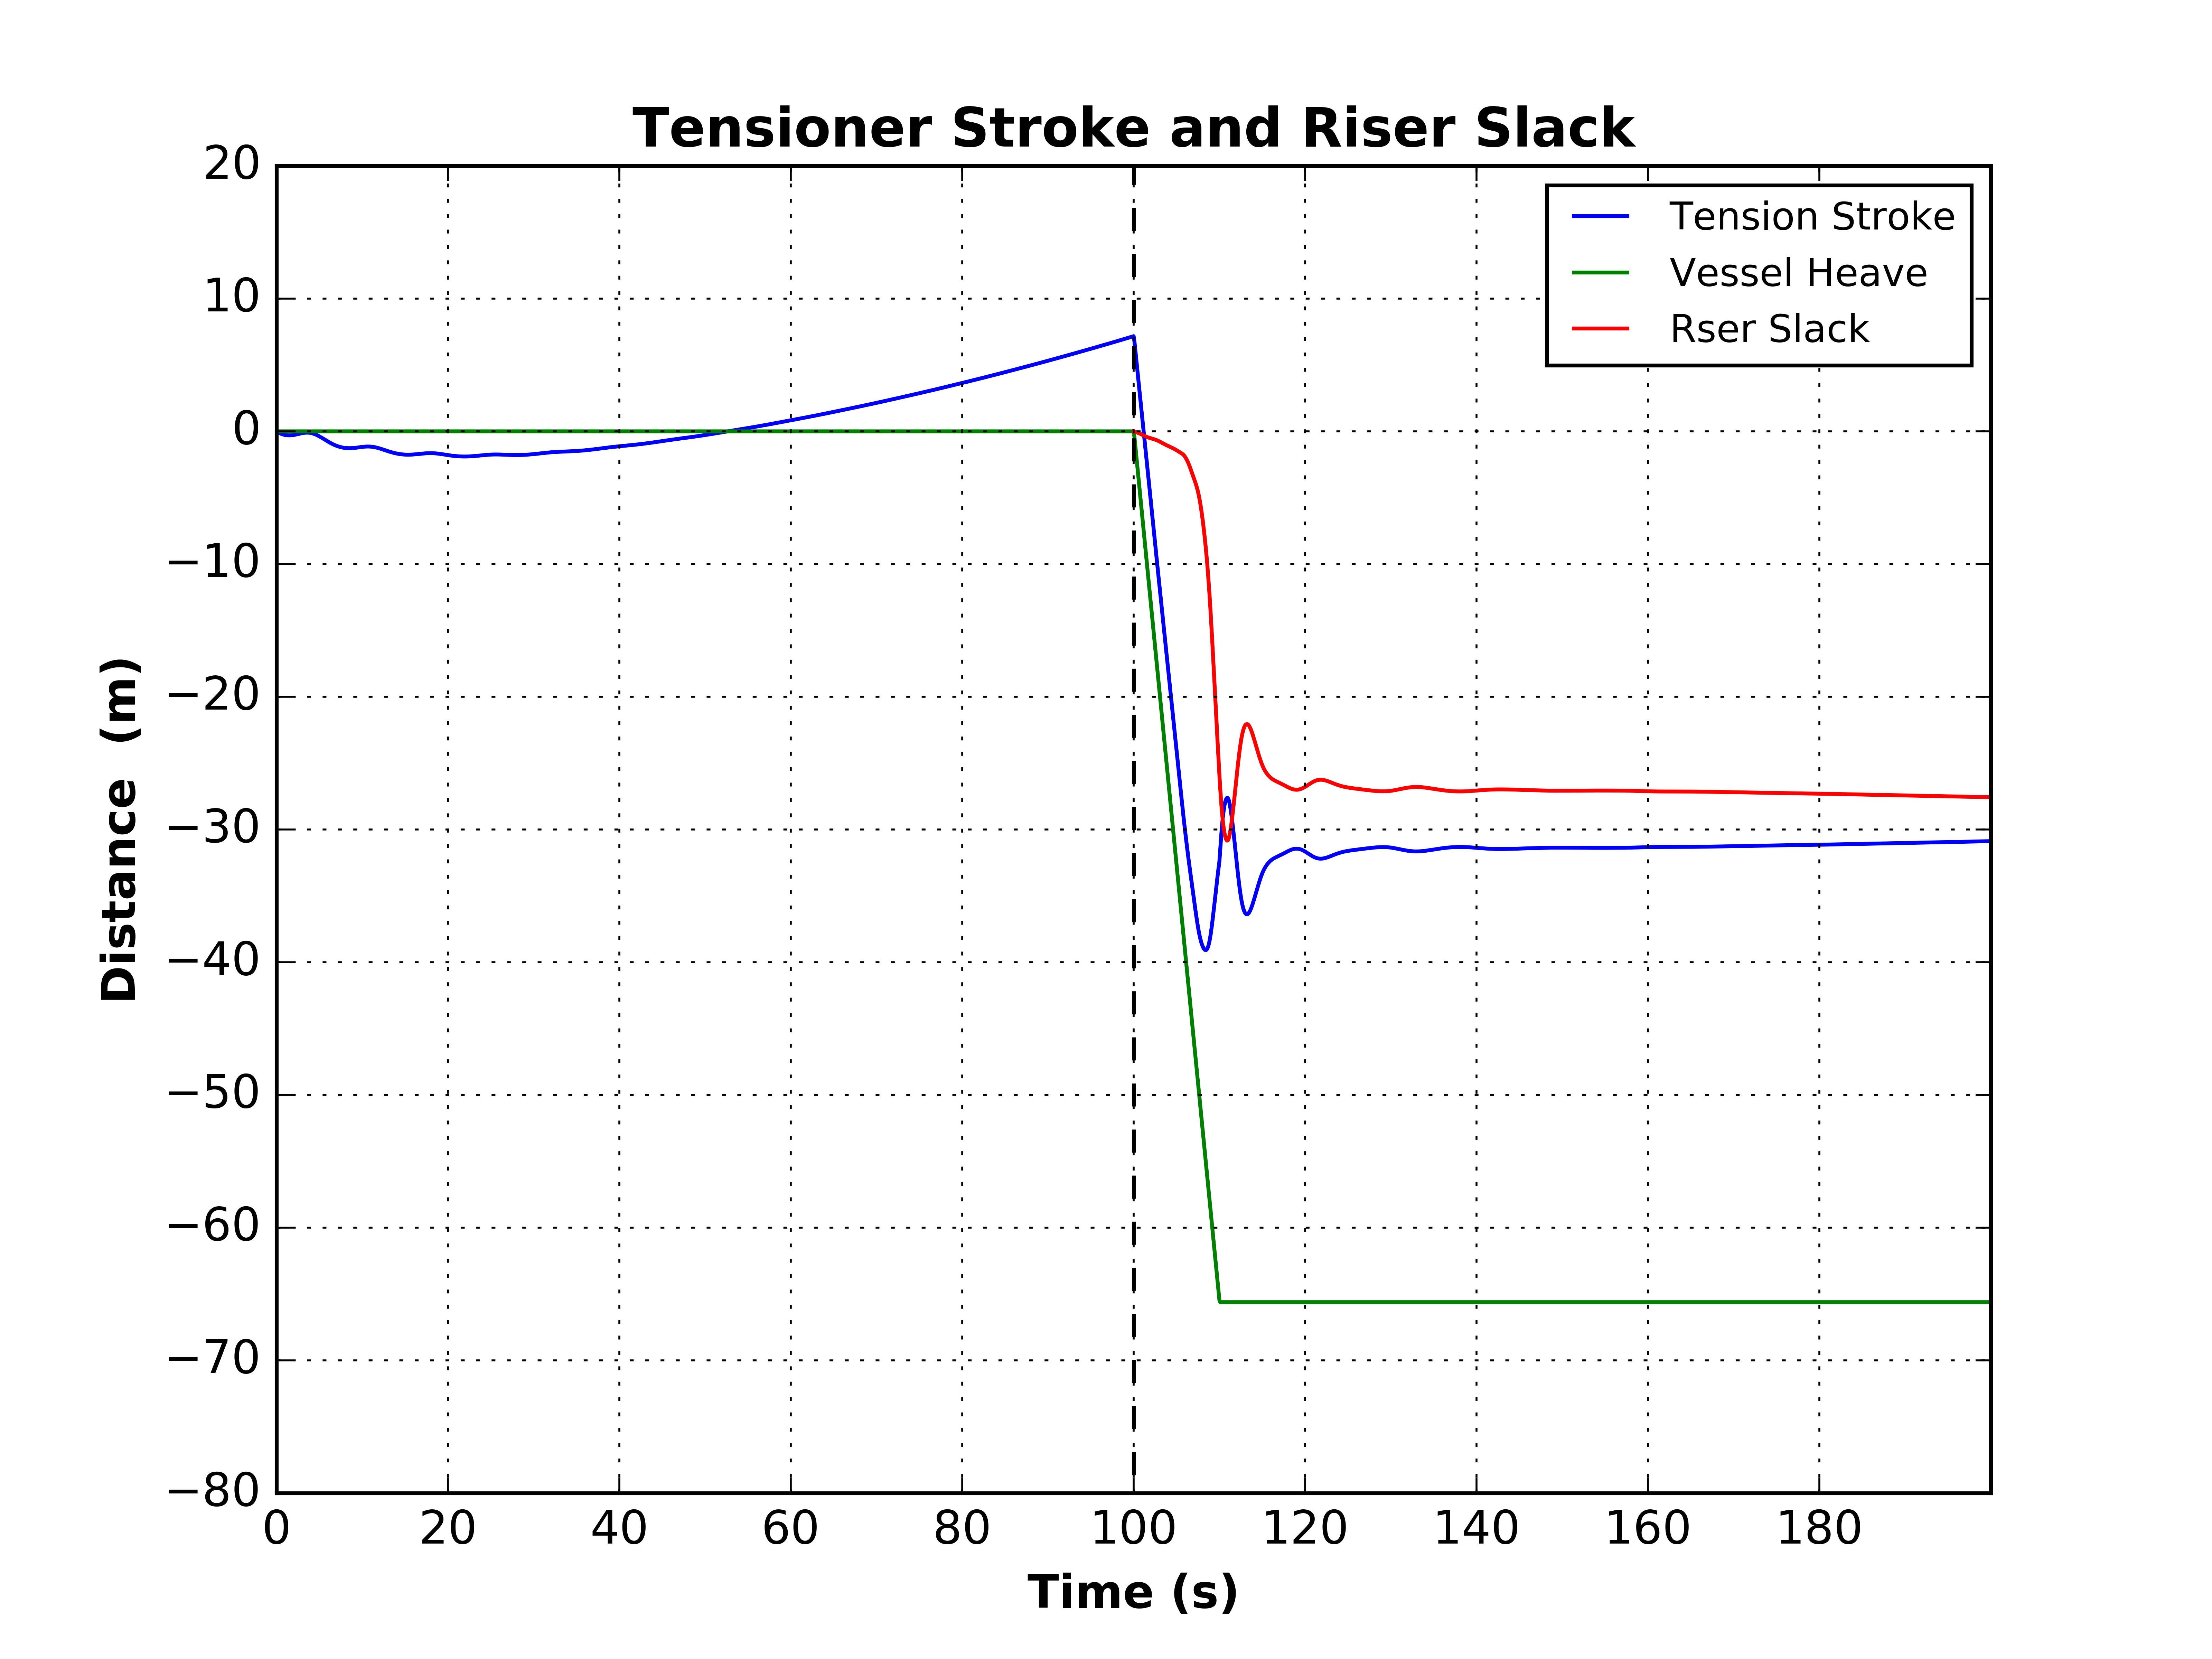 Tensioner Stroke and Riser Slack
20
10
0
−10
−20
−30
−40
−50
−60
−70
−80
Distance (m)
Tension Stroke
Vessel Heave
Rser Slack
0 20 40 60 80 100 120 140 160 180
Time (s)